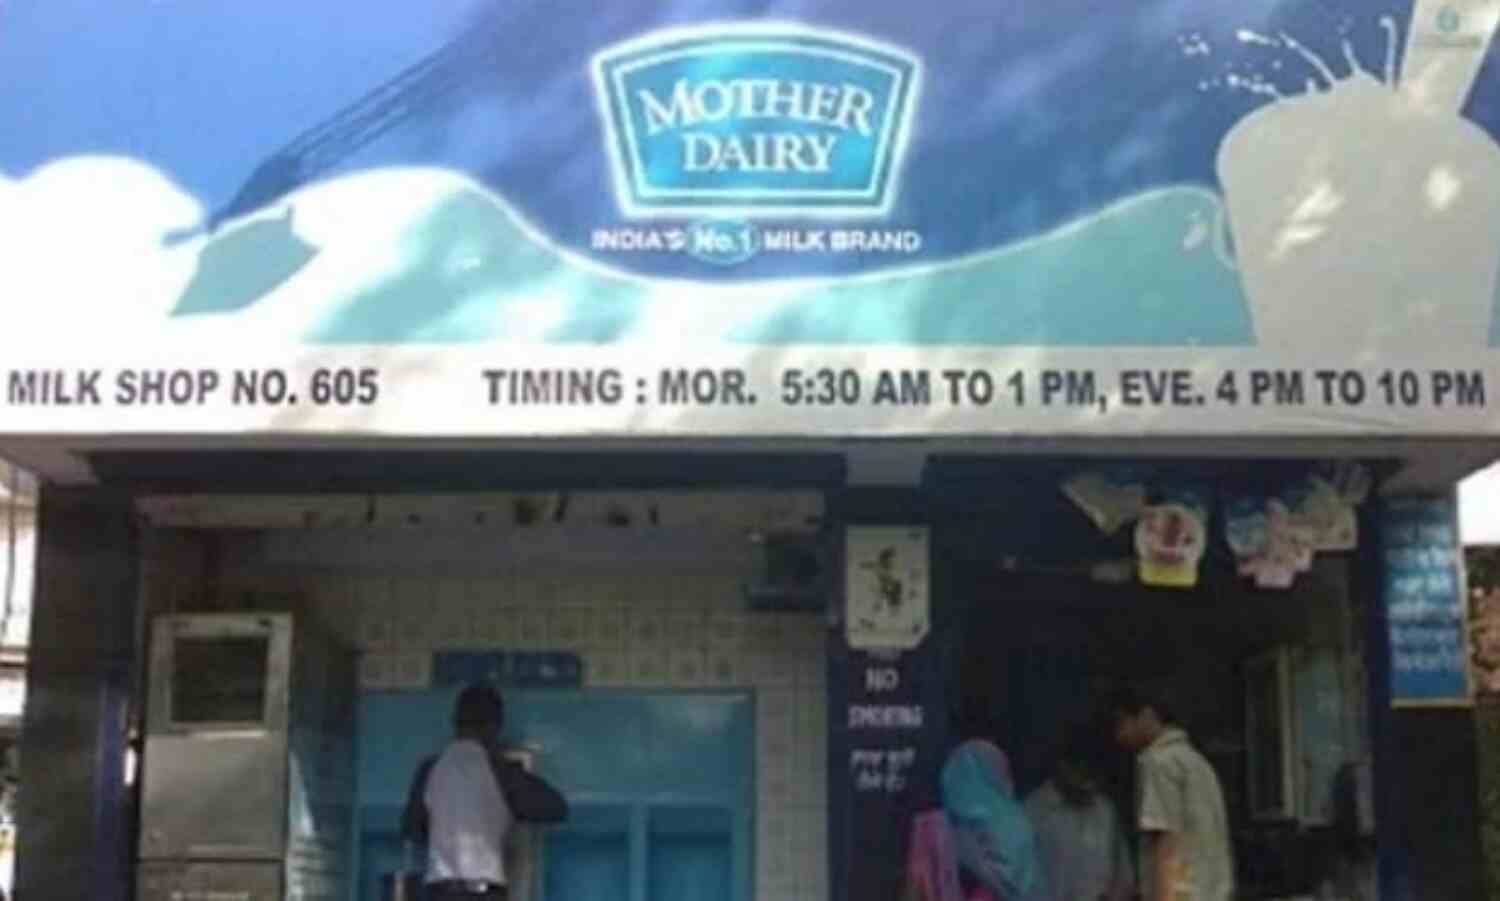 MOTHER
DAIRY
INDIA'S No.1 MILK BRAND
MILK SHOP NO. 605 TIMING : MOR. 5:30 AM TO 1 PM, EVE. 4 PM TO 10 PM
NO
SMOKING